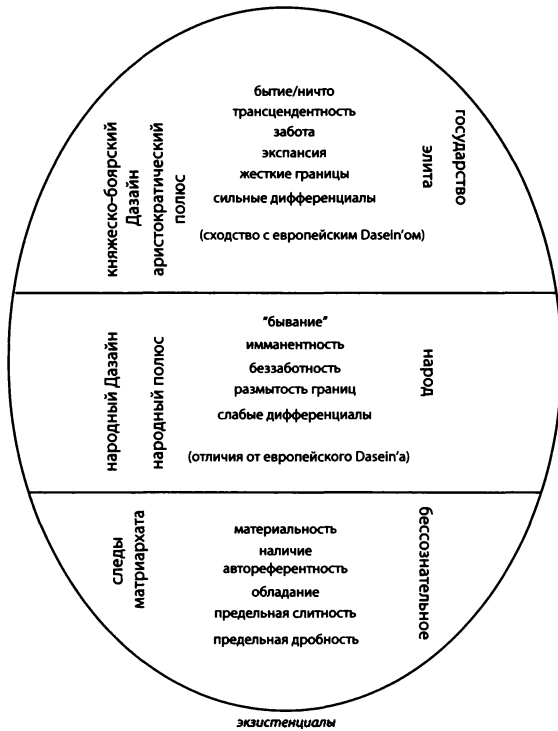 княжеско-боярский
Дазайн
аристократический
полюс
бытие/ничто
трансцендентность
забота
экспансия
жесткие границы
сильные дифференциалы
(сходство с европейским Dasein'ом)
государство
элита
народный Дазайн
народный полюс
"бывание"
имманентность
беззаботность
размытость границ
слабые дифференциалы
(отличия от европейского Dasein'а)
народ
следы
матриархата
материальность
наличие
автореферентность
обладание
предельная слитность
предельная дробность
бессознательное
экзистенциалы